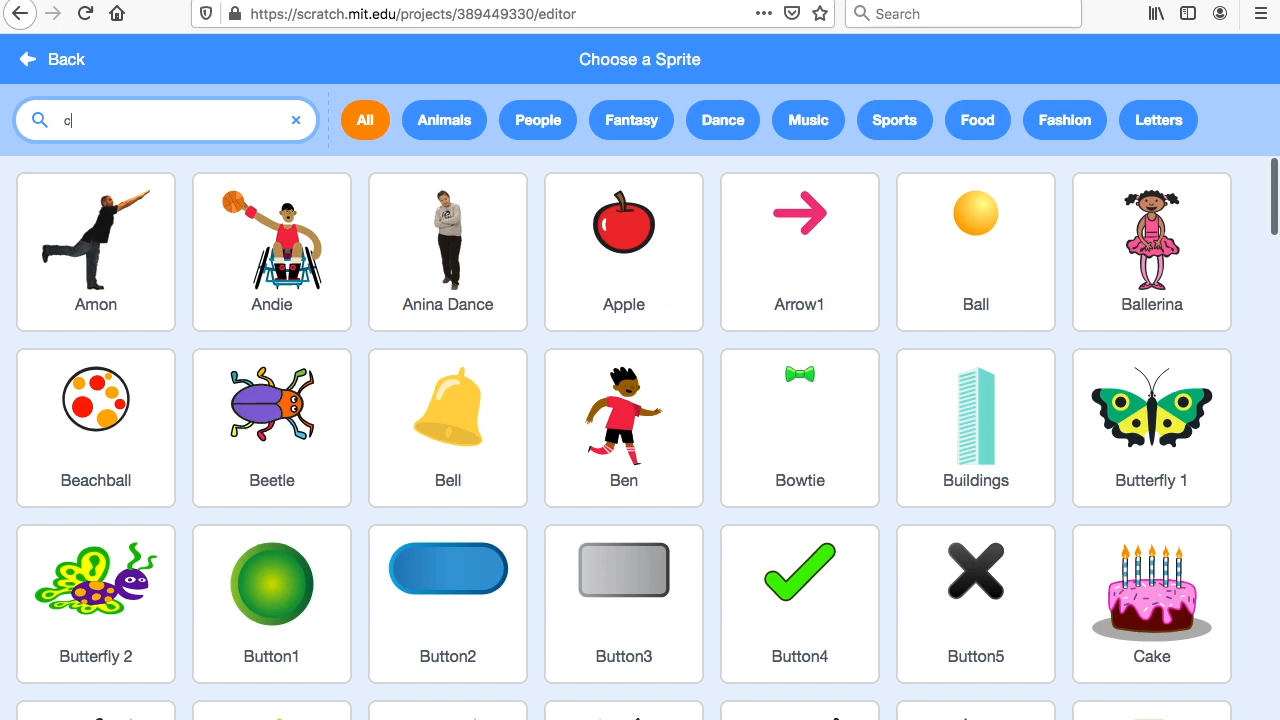 https://scratch.mit.edu/projects/389449330/editor
Search
Back
Choose a Sprite
c
All
Animals
People
Fantasy
Dance
Music
Sports
Food
Fashion
Letters
Amon
Andie
Anina Dance
Apple
Arrow1
Ball
Ballerina
Beachball
Beetle
Bell
Ben
Bowtie
Buildings
Butterfly 1
Butterfly 2
Button1
Button2
Button3
Button4
Button5
Cake